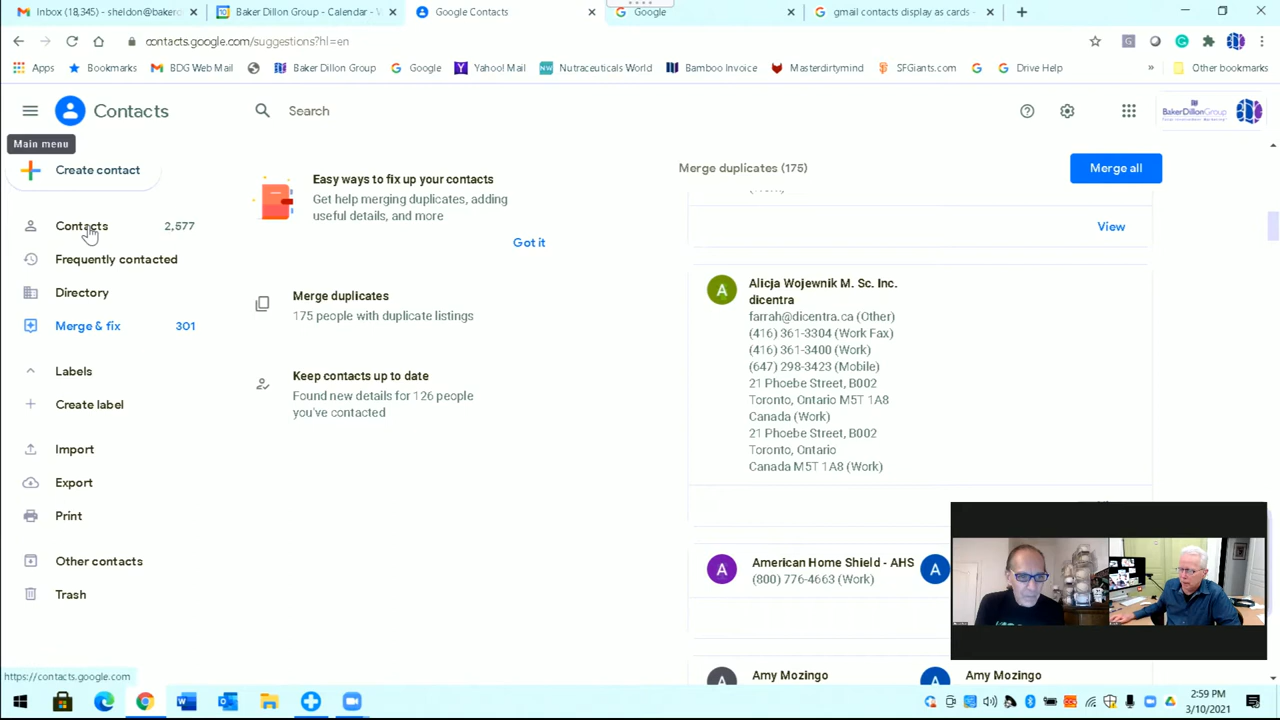 Inbox (18,345) - sheldon@bakerd
Baker Dillon Group - Calendar - W
Google Contacts
Google
gmail contacts display as cards -
contacts.google.com/suggestions?hl=en
Apps
Bookmarks
BDG Web Mail
Baker Dillon Group
Google
Yahoo! Mail
Nutraceuticals World
Bamboo Invoice
Masterdirtymind
SFGiants.com
Drive Help
»
Other bookmarks
Contacts
Search
BakerDillonGroup
Main menu
Create contact
Contacts 2,577
Frequently contacted
Directory
Merge & fix 301
Labels
Create label
Import
Export
Print
Other contacts
Trash
https://contacts.google.com
Easy ways to fix up your contacts
Get help merging duplicates, adding
useful details, and more
Got it
Merge duplicates
175 people with duplicate listings
Keep contacts up to date
Found new details for 126 people
you've contacted
Merge duplicates (175)
Merge all
View
A
Alicja Wojewnik M. Sc. Inc.
dicentra
farrah@dicentra.ca (Other)
(416) 361-3304 (Work Fax)
(416) 361-3400 (Work)
(647) 298-3423 (Mobile)
21 Phoebe Street, B002
Toronto, Ontario M5T 1A8
Canada (Work)
21 Phoebe Street, B002
Toronto, Ontario
Canada M5T 1A8 (Work)
A
American Home Shield - AHS
(800) 776-4663 (Work)
A
A
Amy Mozingo
A
Amy Mozingo
2:59 PM
3/10/2021